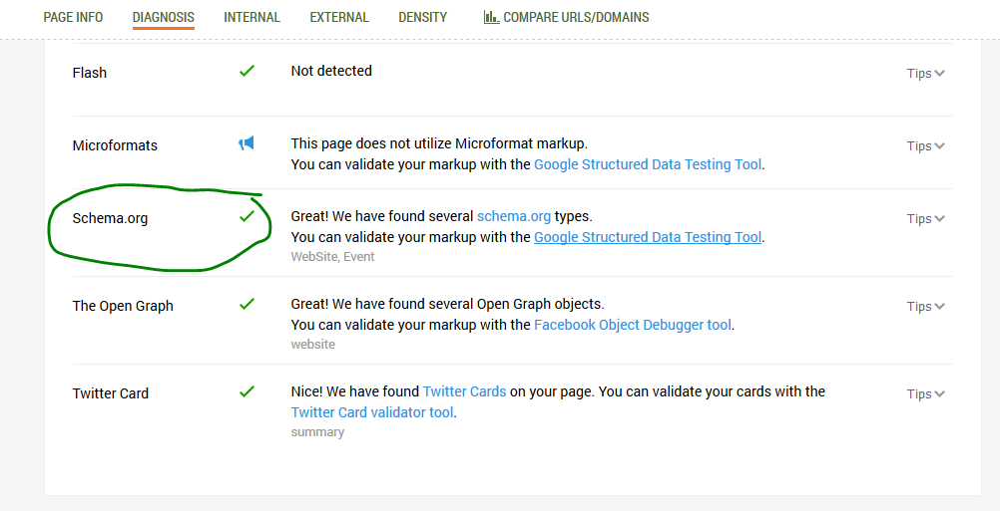 PAGE INFO DIAGNOSIS INTERNAL EXTERNAL DENSITY COMPARE URLS/DOMAINS
Flash Not detected Tips
Microformats This page does not utilize Microformat markup. Tips
You can validate your markup with the Google Structured Data Testing Tool.
Schema.org Great! We have found several schema.org types. Tips
You can validate your markup with the Google Structured Data Testing Tool.
WebSite, Event
The Open Graph Great! We have found several Open Graph objects. Tips
You can validate your markup with the Facebook Object Debugger tool.
website
Twitter Card Nice! We have found Twitter Cards on your page. You can validate your cards with the Tips
Twitter Card validator tool.
summary